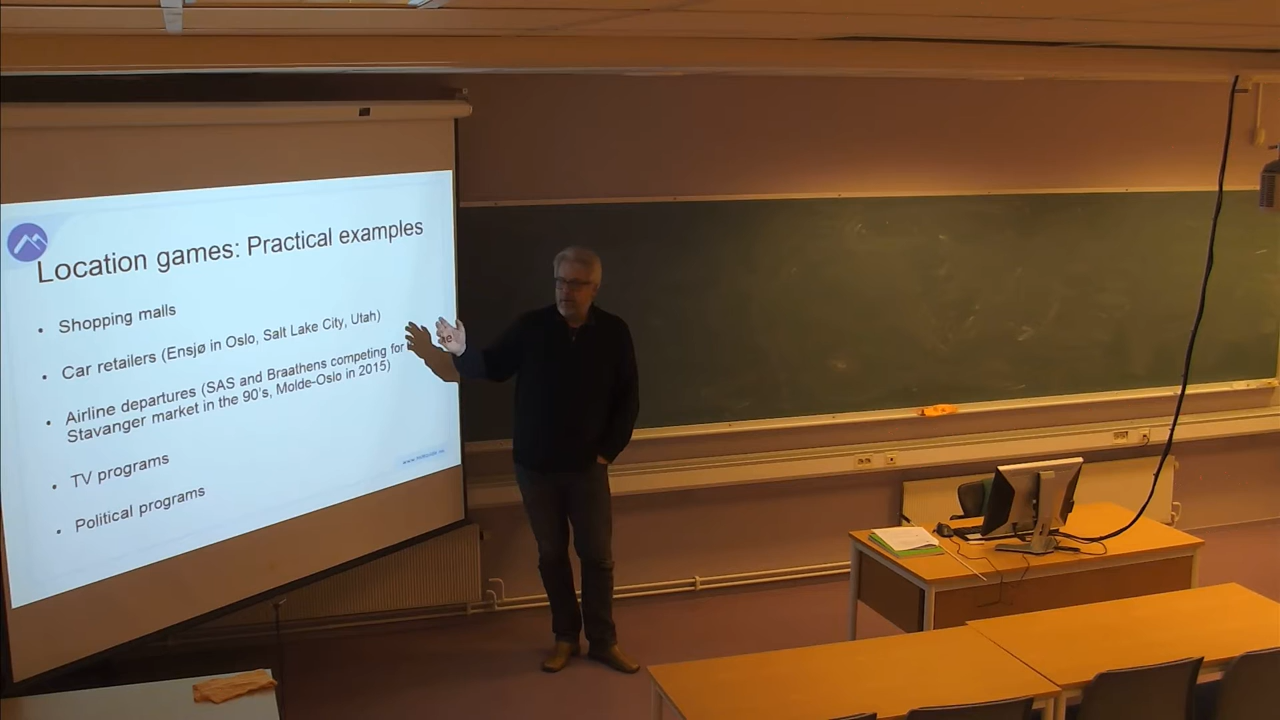 Location games: Practical examples
• Shopping malls
• Car retailers (Ensjø in Oslo, Salt Lake City, Utah)
• Airline departures (SAS and Braathens competing for
Stavanger market in the 90's, Molde-Oslo in 2015)
• TV programs
• Political programs